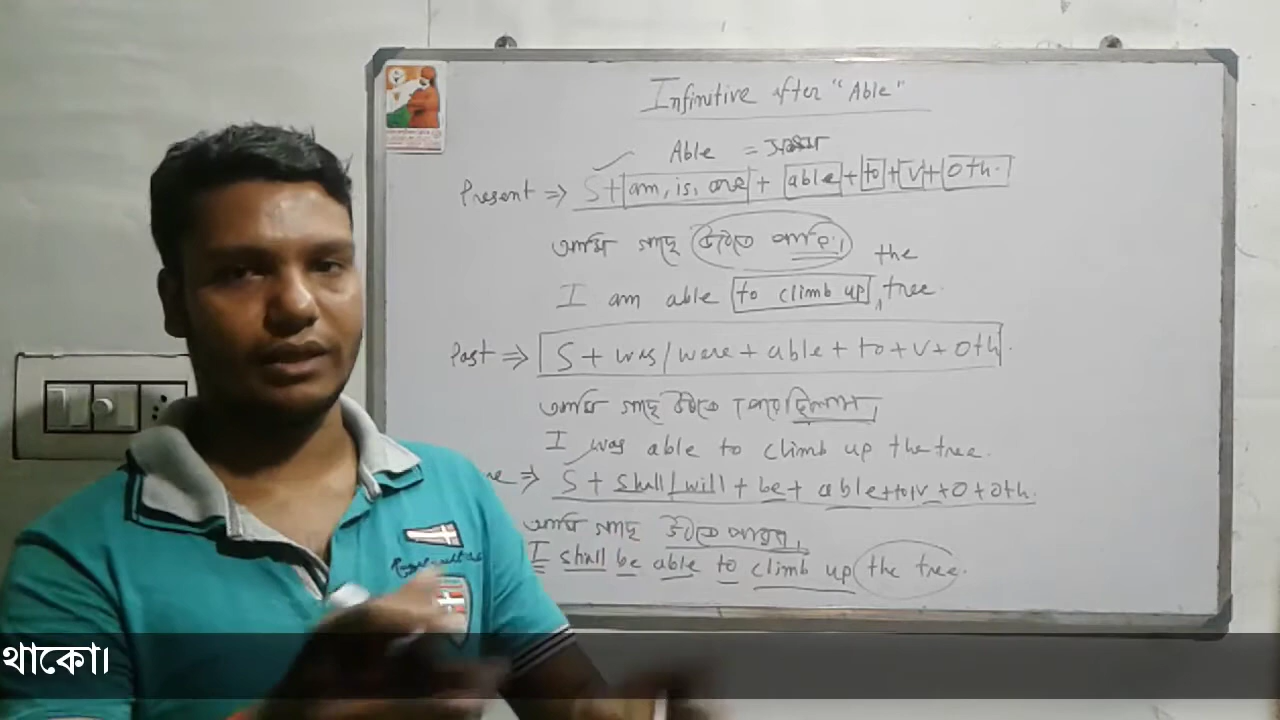 Infinitive after "Able"
Able = সক্ষম
Present ⇒ S + am, is, are + able + to + V + Oth.
আমি গাছে উঠতে পারি।
the
I am able to climb up ^ tree.
Past ⇒ S + was/were + able + to + V + Oth.
আমি গাছে উঠতে পেরেছিলাম।
I was able to climb up the tree.
re ⇒ S + shall/will + be + able + to + V + O + Oth.
আমি গাছে উঠতে পারব।
I shall be able to climb up the tree.
থাকো।